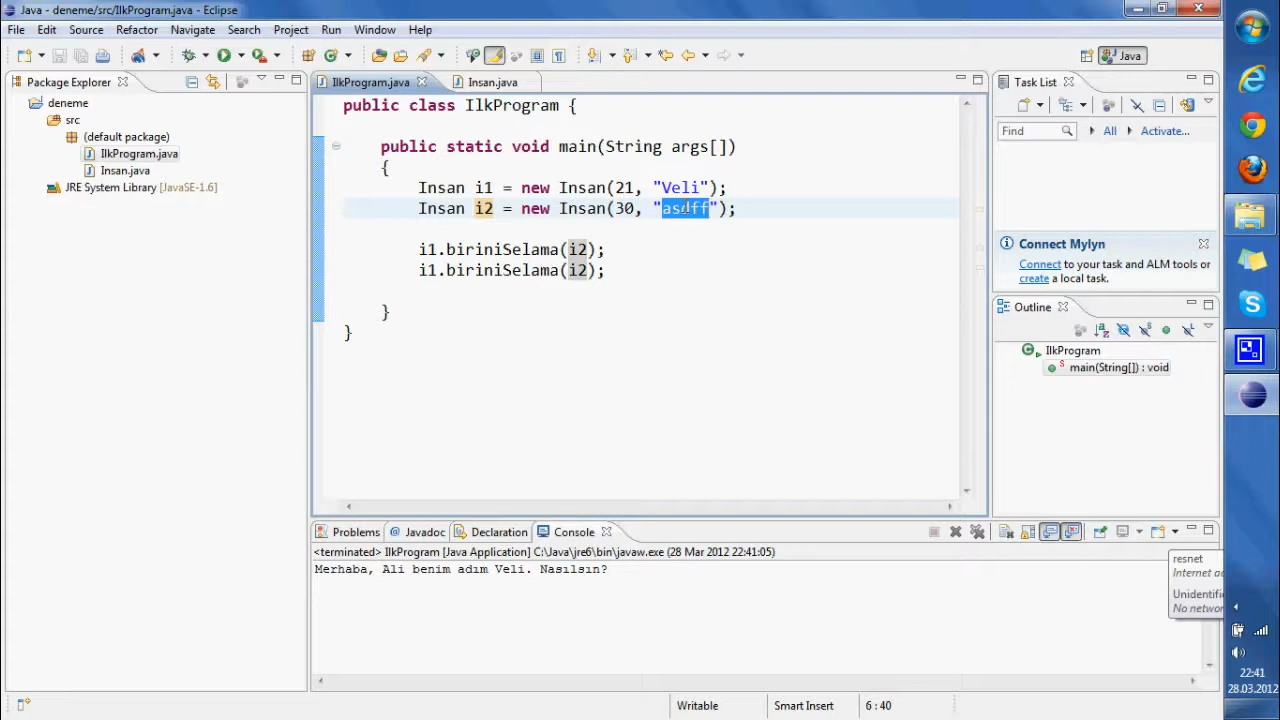 Java - deneme/src/IlkProgram.java - Eclipse
File Edit Source Refactor Navigate Search Project Run Window Help
Java
Package Explorer
deneme
src
(default package)
IlkProgram.java
Insan.java
JRE System Library [JavaSE-1.6]
IlkProgram.java Insan.java
public class IlkProgram {
public static void main(String args[])
{
Insan i1 = new Insan(21, "Veli");
Insan i2 = new Insan(30, "asdff");
i1.biriniSelama(i2);
i1.biriniSelama(i2);
}
}
Task List
Find All Activate...
Connect Mylyn
Connect to your task and ALM tools or
create a local task.
Outline
IlkProgram
main(String[]) : void
Problems @ Javadoc Declaration Console
<terminated> IlkProgram [Java Application] C:\Java\jre6\bin\javaw.exe (28 Mar 2012 22:41:05)
Merhaba, Ali benim adım Veli. Nasılsın?
resnet
Internet
Unidentifi
No netwo
Writable Smart Insert 6 : 40
22:41
28.03.2012